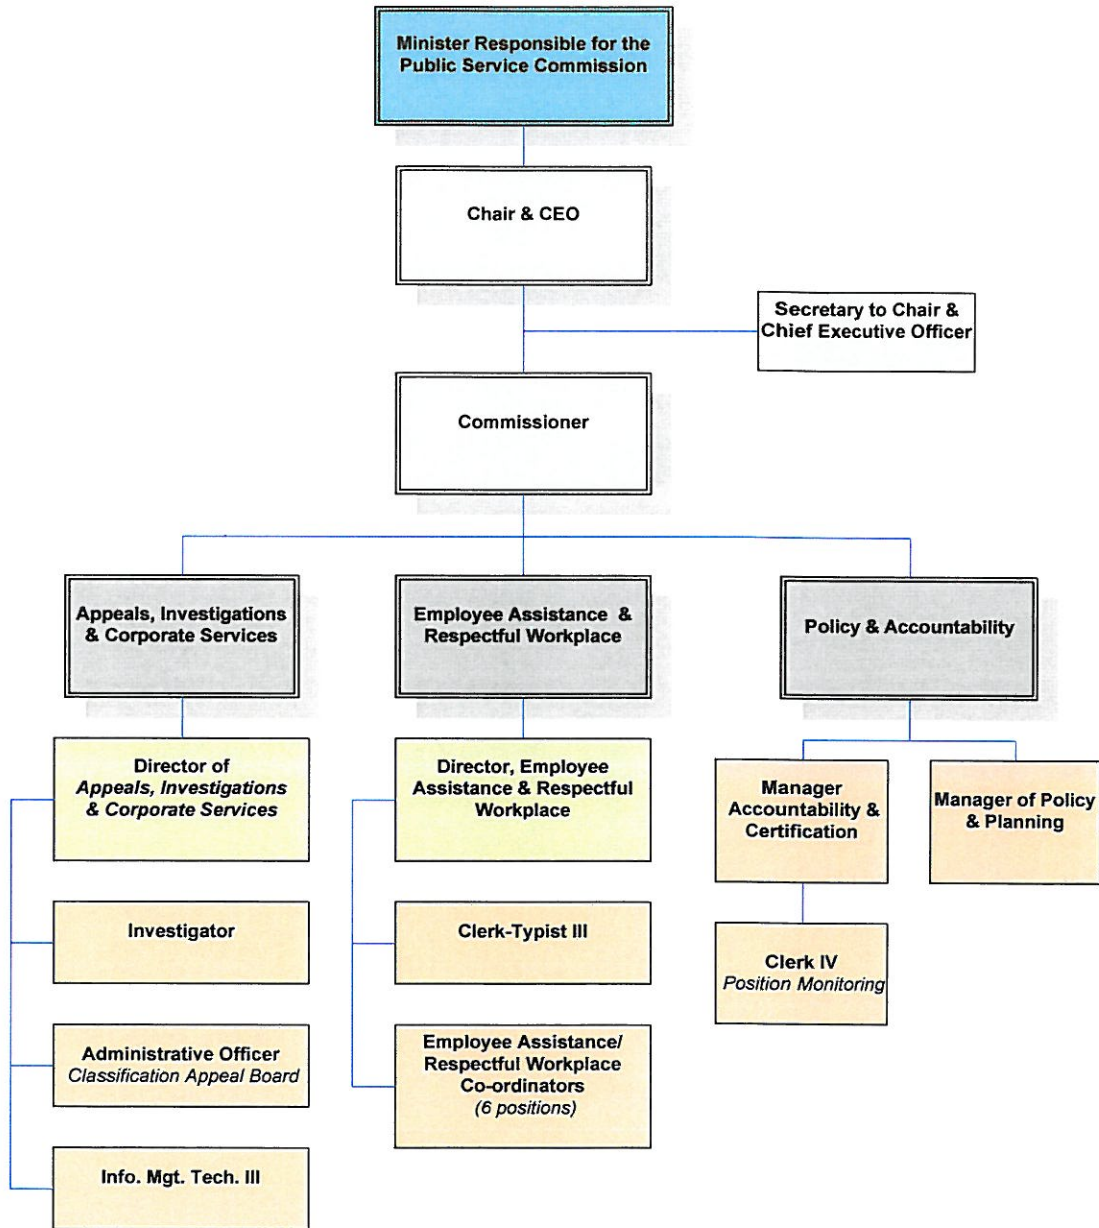 Minister Responsible for the
Public Service Commission
Chair & CEO
Secretary to Chair &
Chief Executive Officer
Commissioner
Appeals, Investigations
& Corporate Services
Employee Assistance &
Respectful Workplace
Policy & Accountability
Director of
Appeals, Investigations
& Corporate Services
Director, Employee
Assistance & Respectful
Workplace
Manager
Accountability &
Certification
Manager of Policy
& Planning
Investigator
Clerk-Typist III
Clerk IV
Position Monitoring
Administrative Officer
Classification Appeal Board
Employee Assistance/
Respectful Workplace
Co-ordinators
(6 positions)
Info. Mgt. Tech. III